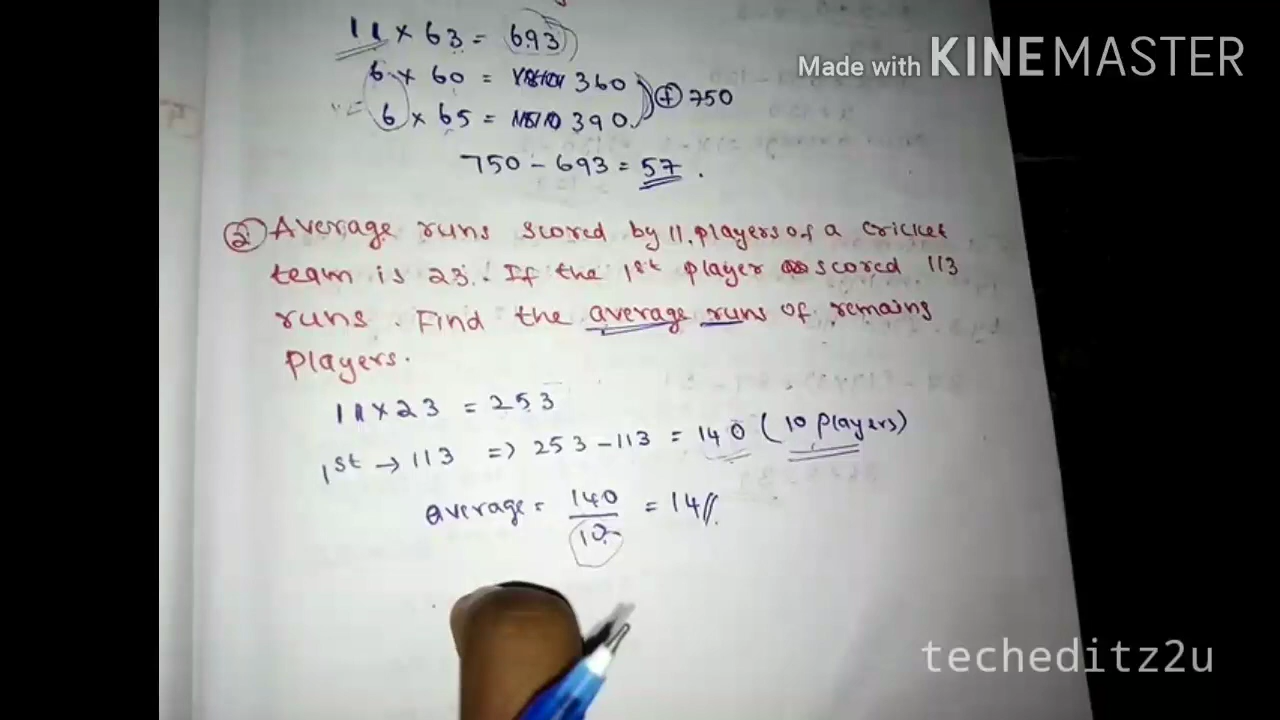 11 × 63 = 693
Made with KINEMASTER
6 × 60 = 360
⊕ 750
= 6 × 65 = 390.
750 - 693 = 57.
② Average runs scored by 11 players of a cricket
team is 23. If the 1st player scored 113
runs. Find the average runs of remains
players.
11 × 23 = 253
1st → 113 => 253 - 113 = 140 (10 players)
average = 140/10 = 14//.
techeditz2u